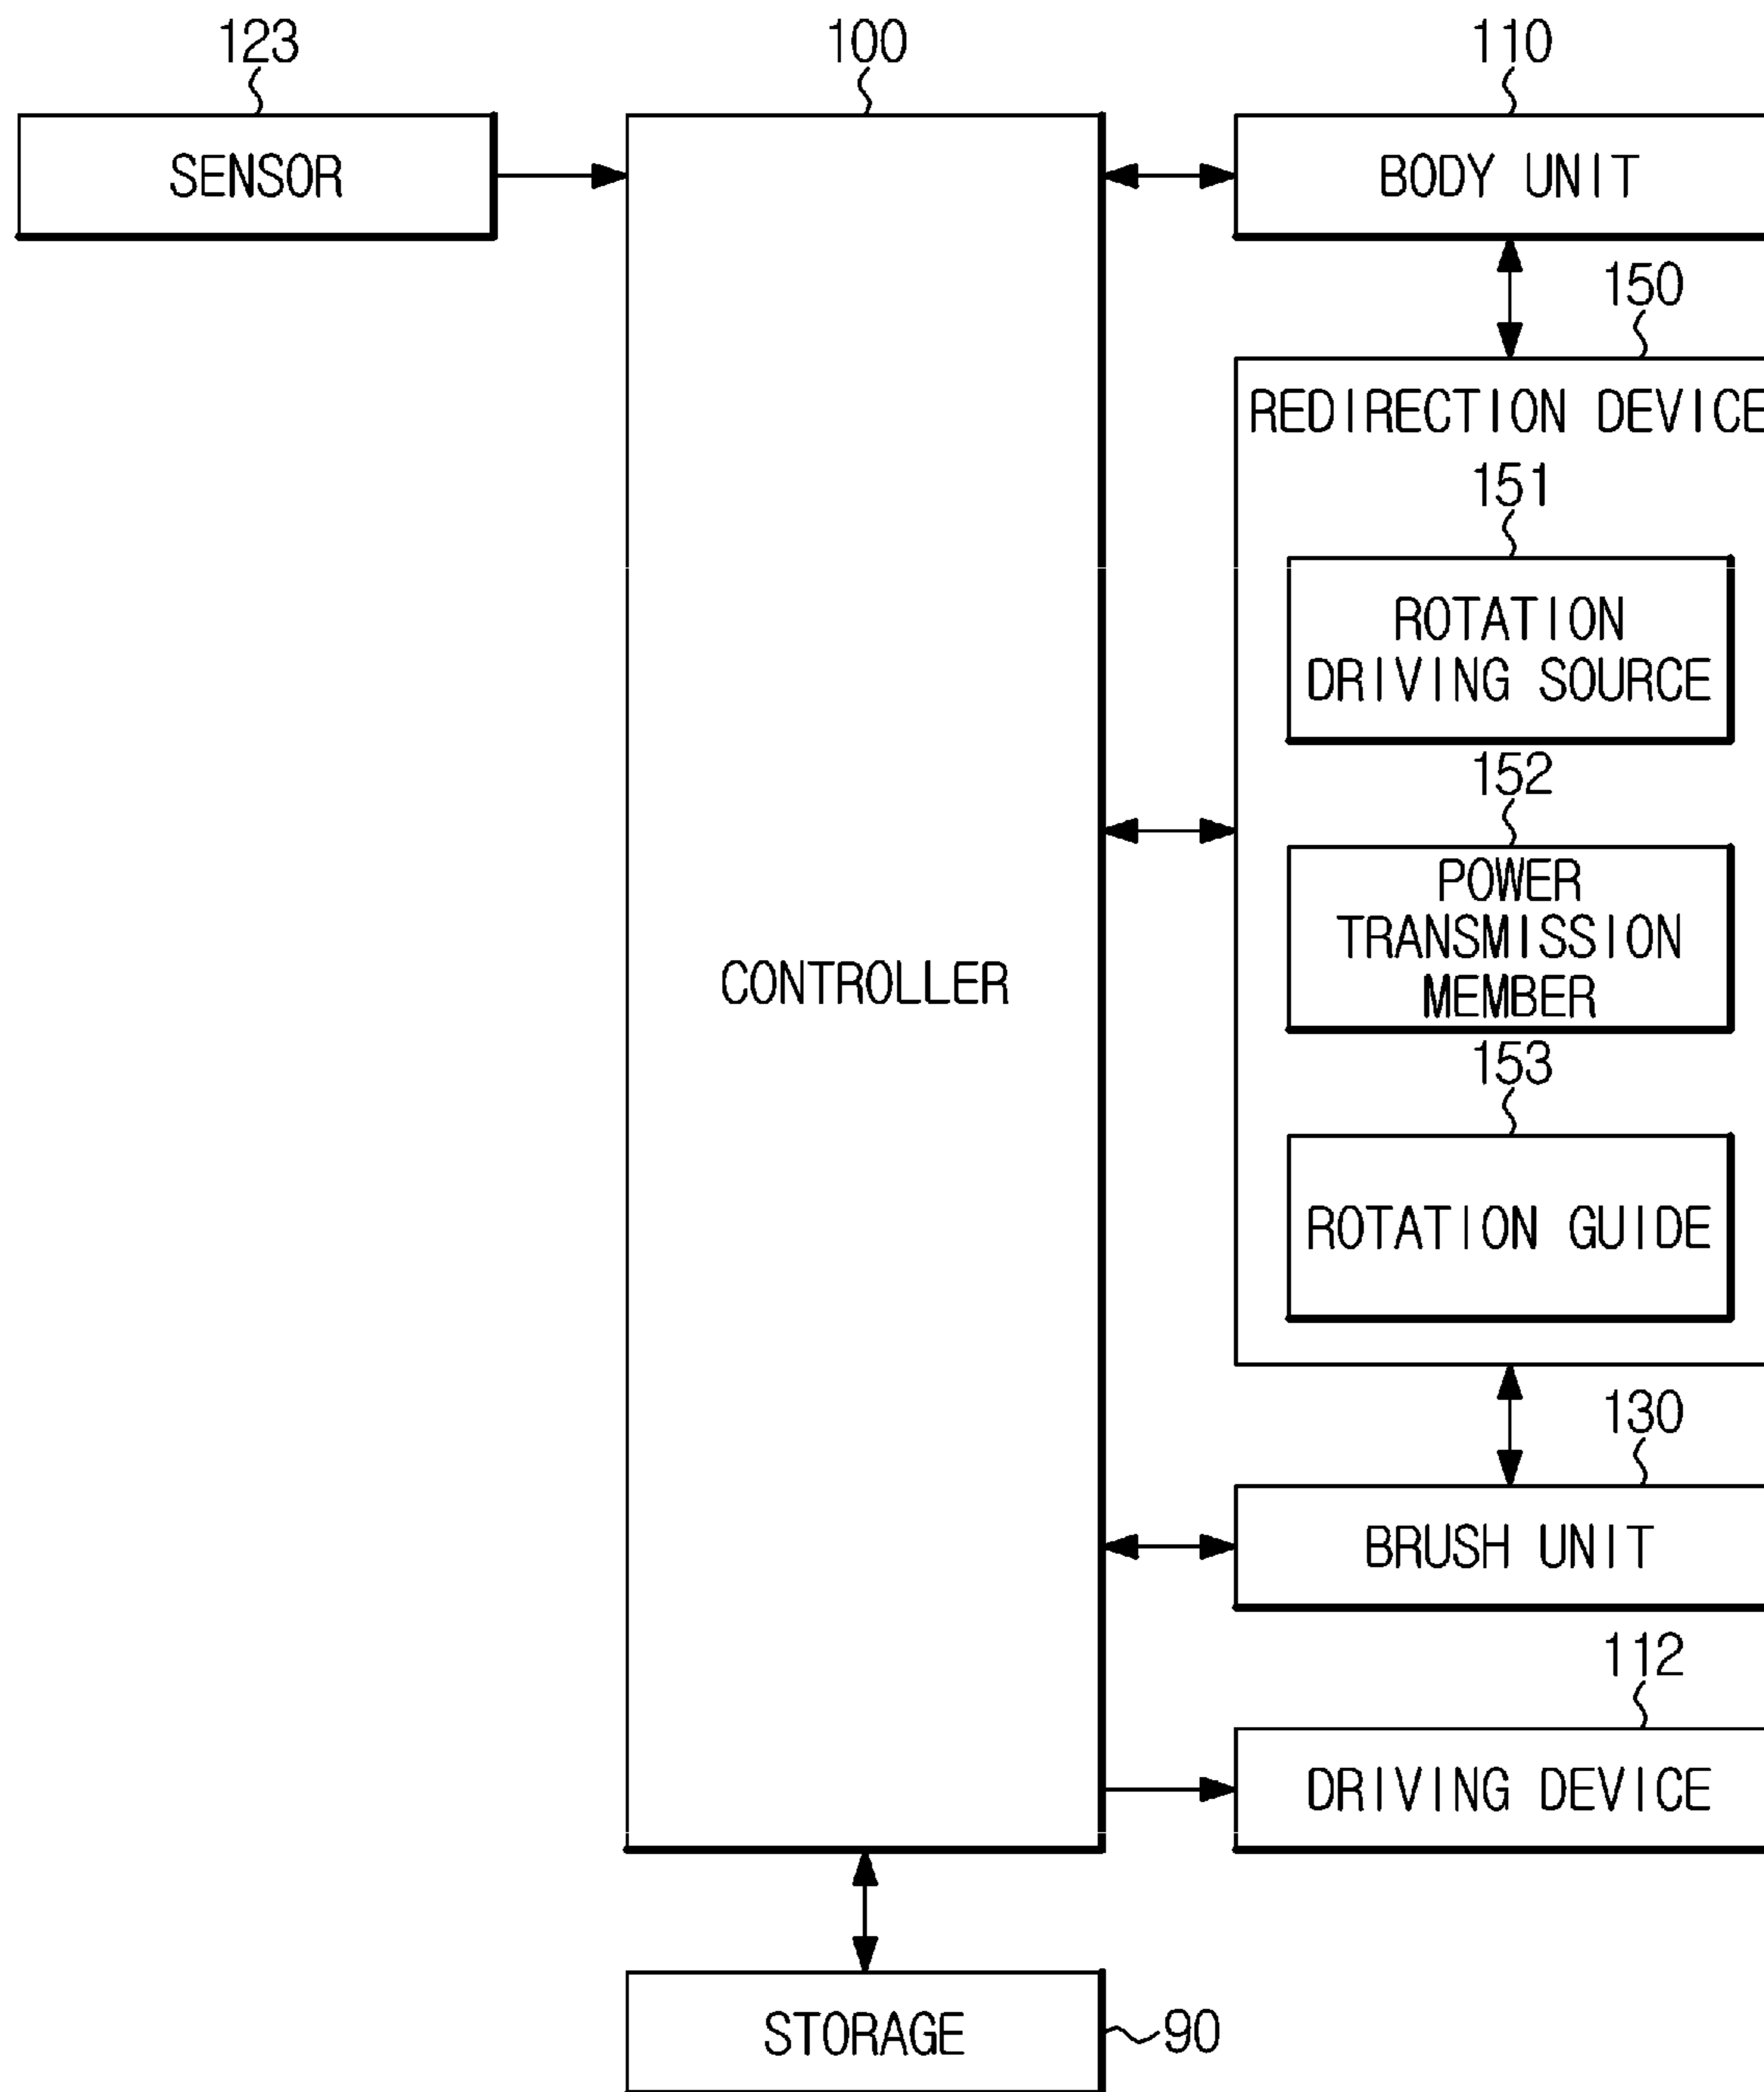 123
100
110
SENSOR
BODY UNIT
150
REDIRECTION DEVICE
151
ROTATION
DRIVING SOURCE
152
POWER
TRANSMISSION
MEMBER
CONTROLLER
153
ROTATION GUIDE
130
BRUSH UNIT
112
DRIVING DEVICE
STORAGE
90